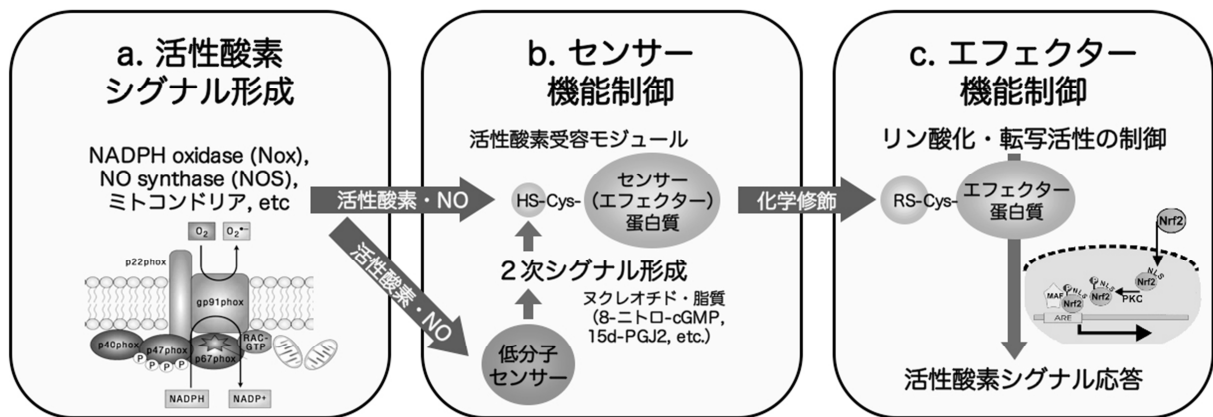 a. 活性酸素
シグナル形成
NADPH oxidase (Nox),
NO synthase (NOS),
ミトコンドリア, etc
O₂
O₂•−
p22phox
gp91phox
p40phox
p47phox
p67phox
RAC-
GTP
P
P
P
P
NADPH
NADP+
活性酸素・NO
活性酸素・NO
b. センサー
機能制御
活性酸素受容モジュール
HS-Cys-
センサー
(エフェクター)
蛋白質
2次シグナル形成
ヌクレオチド・脂質
(8-ニトロ-cGMP,
15d-PGJ2, etc.)
低分子
センサー
化学修飾
c. エフェクター
機能制御
リン酸化・転写活性の制御
RS-Cys-
エフェクター
蛋白質
Nrf2
NLS
Nrf2
PKC
P
NLS
Nrf2
P
NLS
Nrf2
MAF
ARE
活性酸素シグナル応答